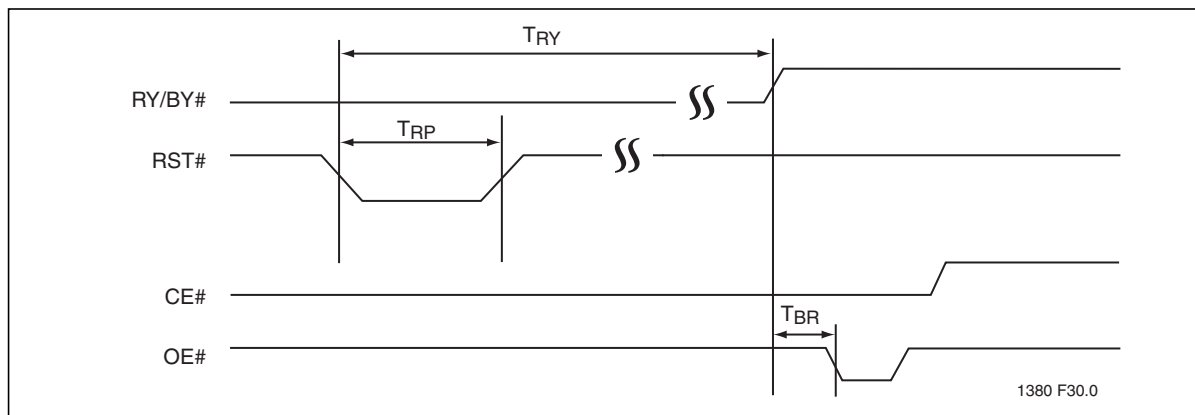 TRY
RY/BY#
TRP
RST#
CE#
TBR
OE#
1380 F30.0